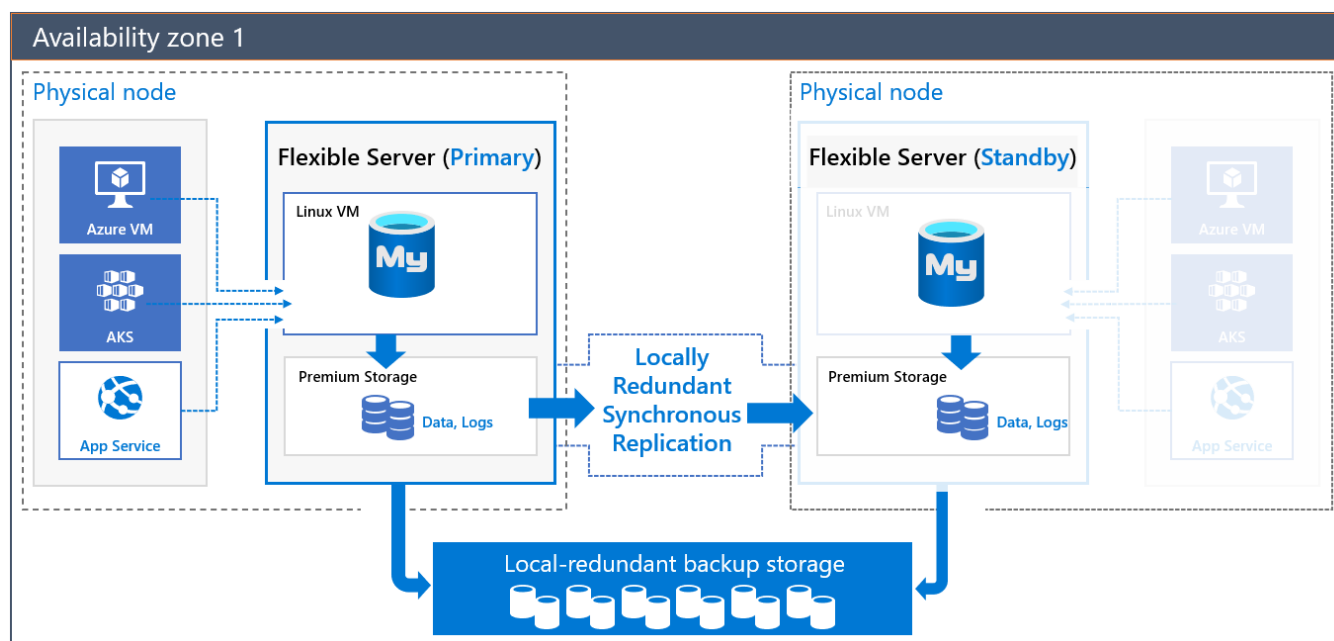 Availability zone 1
Physical node
Azure VM
AKS
App Service
Flexible Server (Primary)
Linux VM
My
Premium Storage
Data, Logs
Locally
Redundant
Synchronous
Replication
Physical node
Flexible Server (Standby)
Linux VM
My
Premium Storage
Data, Logs
Azure VM
AKS
App Service
Local-redundant backup storage